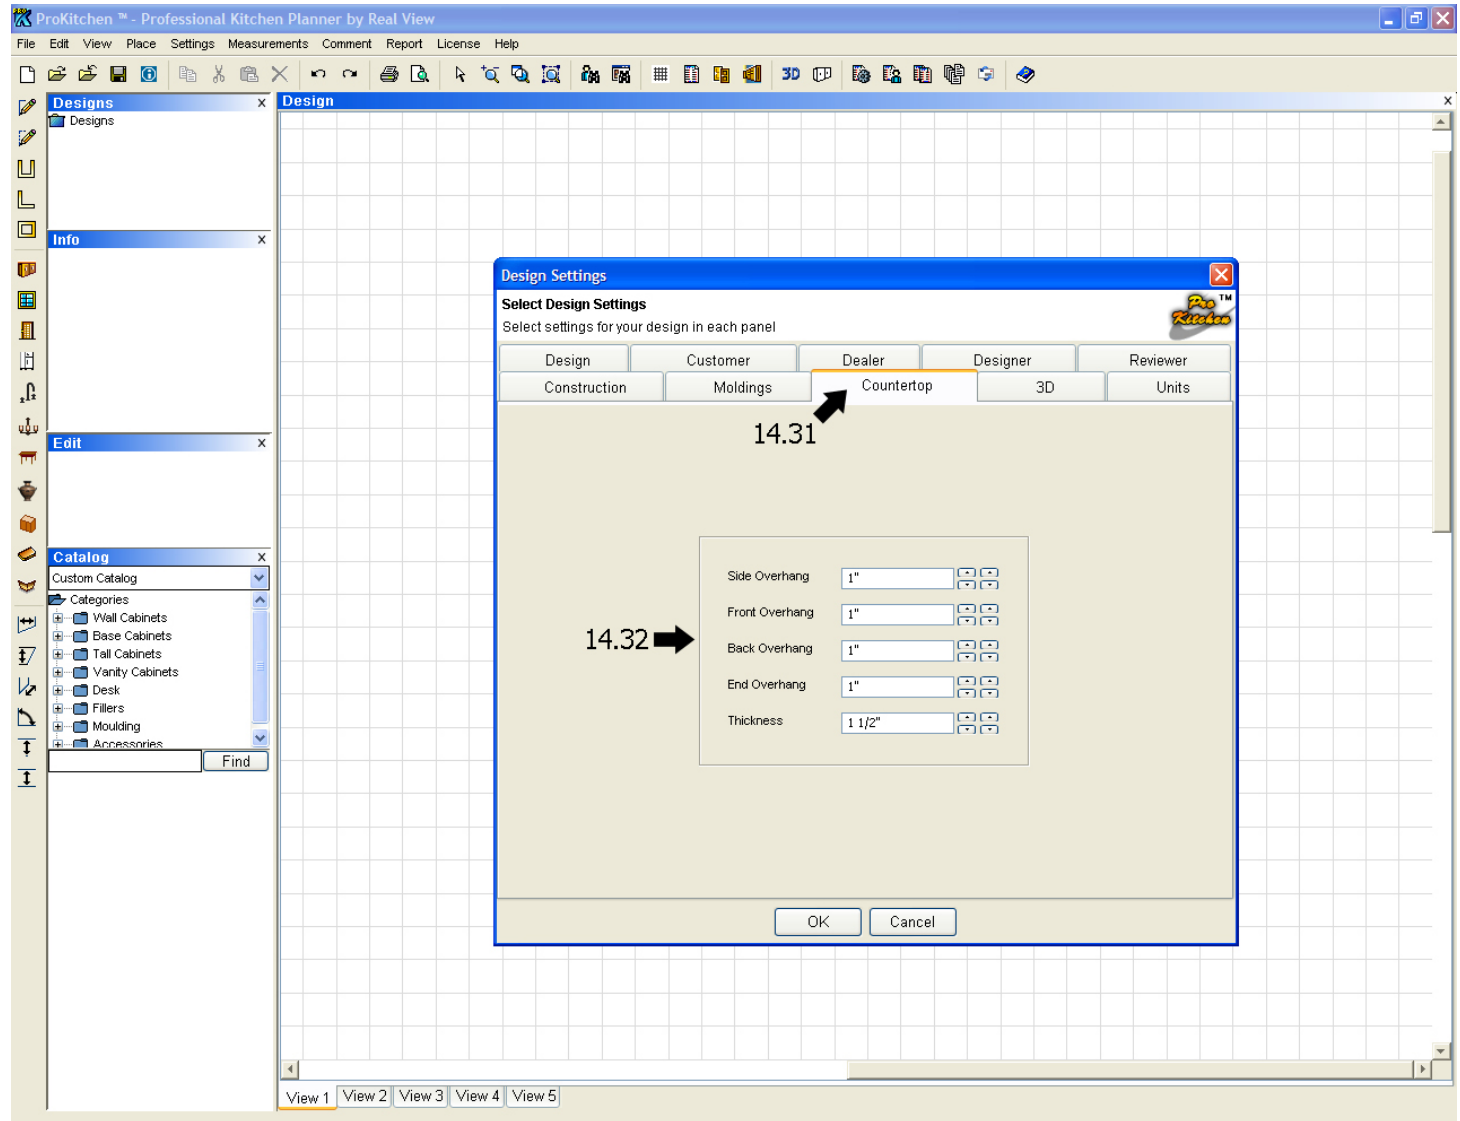 ProKitchen ™ - Professional Kitchen Planner by Real View
File Edit View Place Settings Measurements Comment Report License Help
3D
Designs x
Designs
Info x
Edit x
Catalog x
Custom Catalog
Categories
Wall Cabinets
Base Cabinets
Tall Cabinets
Vanity Cabinets
Desk
Fillers
Moulding
Accessories
Find
Design x
Design Settings
Select Design Settings
Select settings for your design in each panel
Pro Kitchen ™
Design Customer Dealer Designer Reviewer
Construction Moldings Countertop 3D Units
14.31
14.32
Side Overhang 1"
Front Overhang 1"
Back Overhang 1"
End Overhang 1"
Thickness 1 1/2"
OK Cancel
View 1 View 2 View 3 View 4 View 5